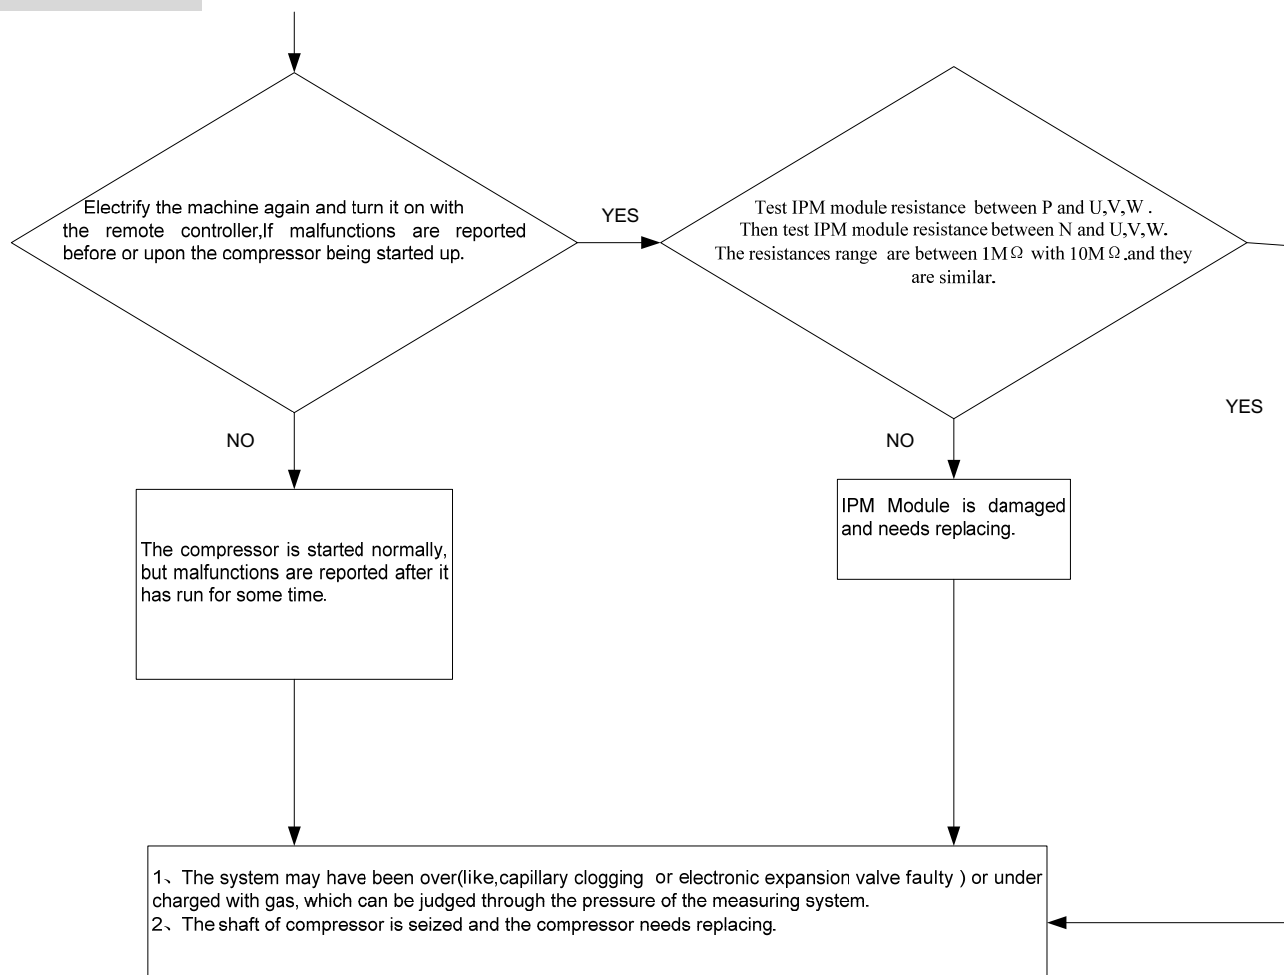 Electrify the machine again and turn it on with
the remote controller,If malfunctions are reported
before or upon the compressor being started up.
YES
Test IPM module resistance between P and U,V,W .
Then test IPM module resistance between N and U,V,W.
The resistances range are between 1MΩ with 10MΩ.and they
are similar.
YES
NO
NO
The compressor is started normally,
but malfunctions are reported after it
has run for some time.
IPM Module is damaged
and needs replacing.
1、The system may have been over(like,capillary clogging or electronic expansion valve faulty ) or under
charged with gas, which can be judged through the pressure of the measuring system.
2、The shaft of compressor is seized and the compressor needs replacing.